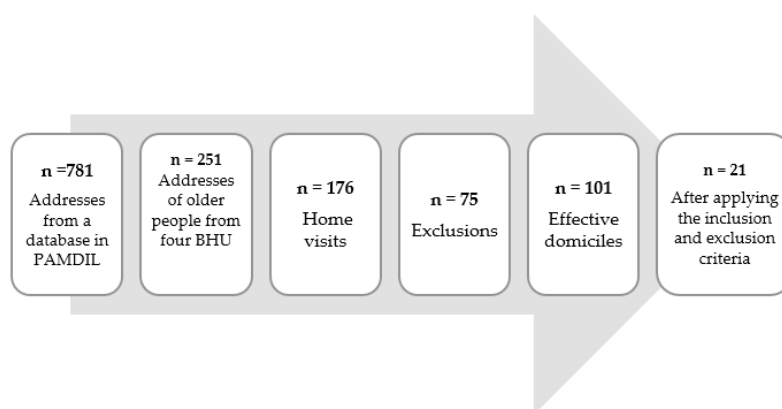 n =781
Addresses
from a
database in
PAMDIL
n = 251
Addresses
of older
people from
four BHU
n = 176
Home
visits
n = 75
Exclusions
n = 101
Effective
domiciles
n = 21
After applying
the inclusion
and exclusion
criteria